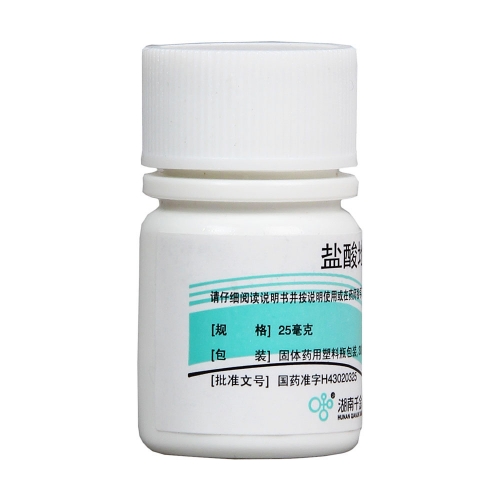 盐酸
请仔细阅读说明书并按说明使用或在药师指导
[规 格] 25毫克
[包 装] 固体药用塑料瓶包装,
[批准文号] 国药准字H43020325
湖南千金
HUNAN QIANJIN